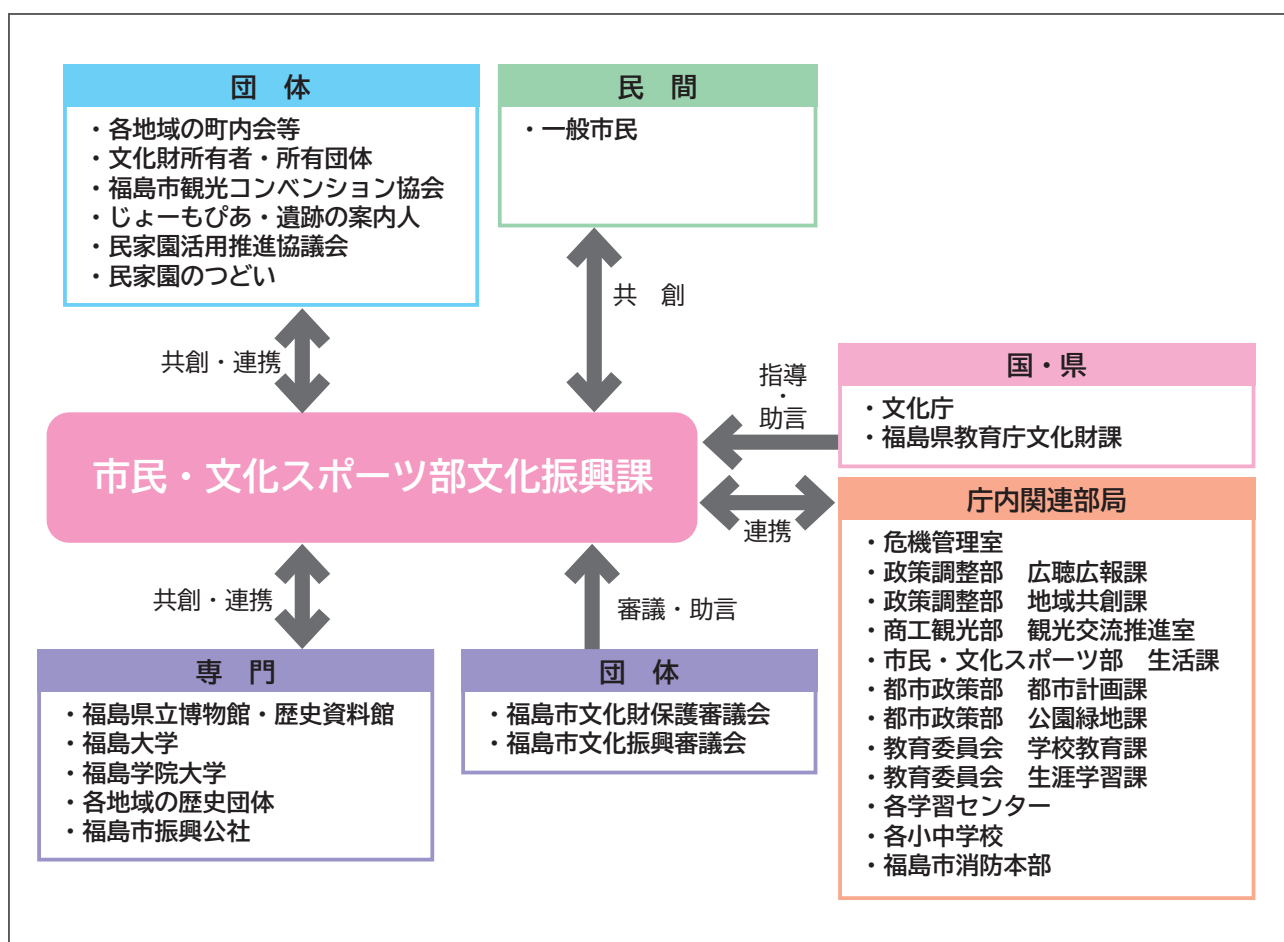 団　体
・各地域の町内会等
・文化財所有者・所有団体
・福島市観光コンベンション協会
・じょーもぴあ・遺跡の案内人
・民家園活用推進協議会
・民家園のつどい
民　間
・一般市民
共創・連携
共　創
指導
・
助言
国・県
・文化庁
・福島県教育庁文化財課
市民・文化スポーツ部文化振興課
連携
庁内関連部局
・危機管理室
・政策調整部　広聴広報課
・政策調整部　地域共創課
・商工観光部　観光交流推進室
・市民・文化スポーツ部　生活課
・都市政策部　都市計画課
・都市政策部　公園緑地課
・教育委員会　学校教育課
・教育委員会　生涯学習課
・各学習センター
・各小中学校
・福島市消防本部
共創・連携
審議・助言
専　門
・福島県立博物館・歴史資料館
・福島大学
・福島学院大学
・各地域の歴史団体
・福島市振興公社
団　体
・福島市文化財保護審議会
・福島市文化振興審議会